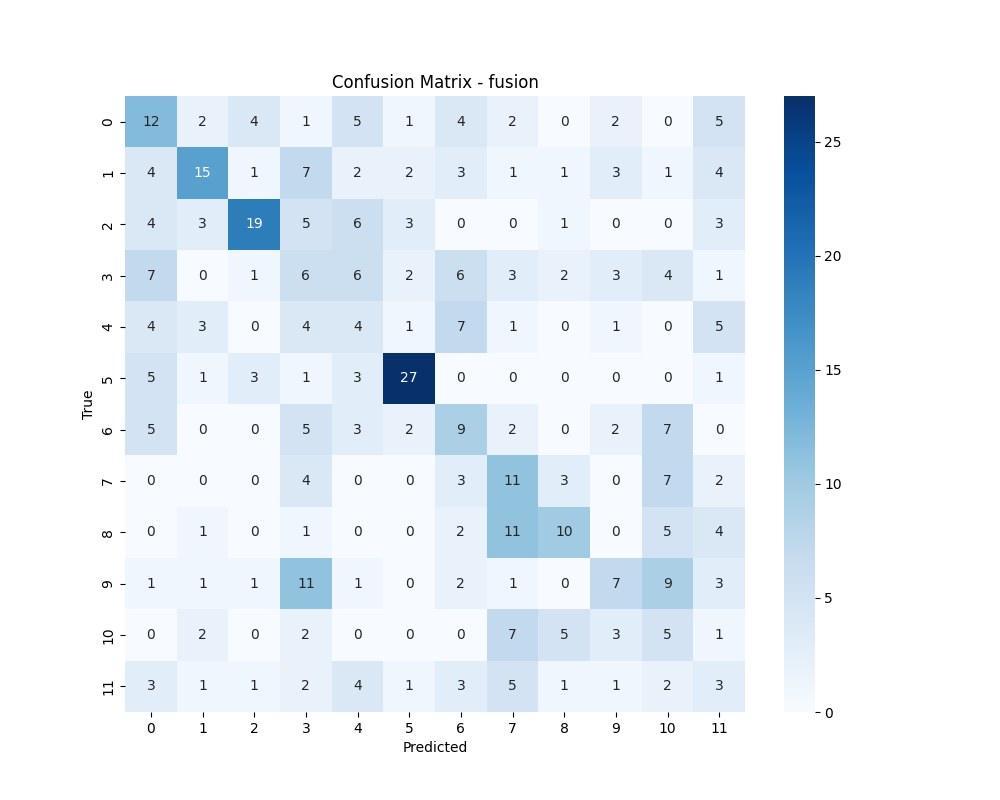 Confusion Matrix - fusion
0 12 2 4 1 5 1 4 2 0 2 0 5
1 4 15 1 7 2 2 3 1 1 3 1 4
2 4 3 19 5 6 3 0 0 1 0 0 3
3 7 0 1 6 6 2 6 3 2 3 4 1
4 4 3 0 4 4 1 7 1 0 1 0 5
5 5 1 3 1 3 27 0 0 0 0 0 1
6 5 0 0 5 3 2 9 2 0 2 7 0
7 0 0 0 4 0 0 3 11 3 0 7 2
8 0 1 0 1 0 0 2 11 10 0 5 4
9 1 1 1 11 1 0 2 1 0 7 9 3
10 0 2 0 2 0 0 0 7 5 3 5 1
11 3 1 1 2 4 1 3 5 1 1 2 3
0 1 2 3 4 5 6 7 8 9 10 11
Predicted
True
25
20
15
10
5
0